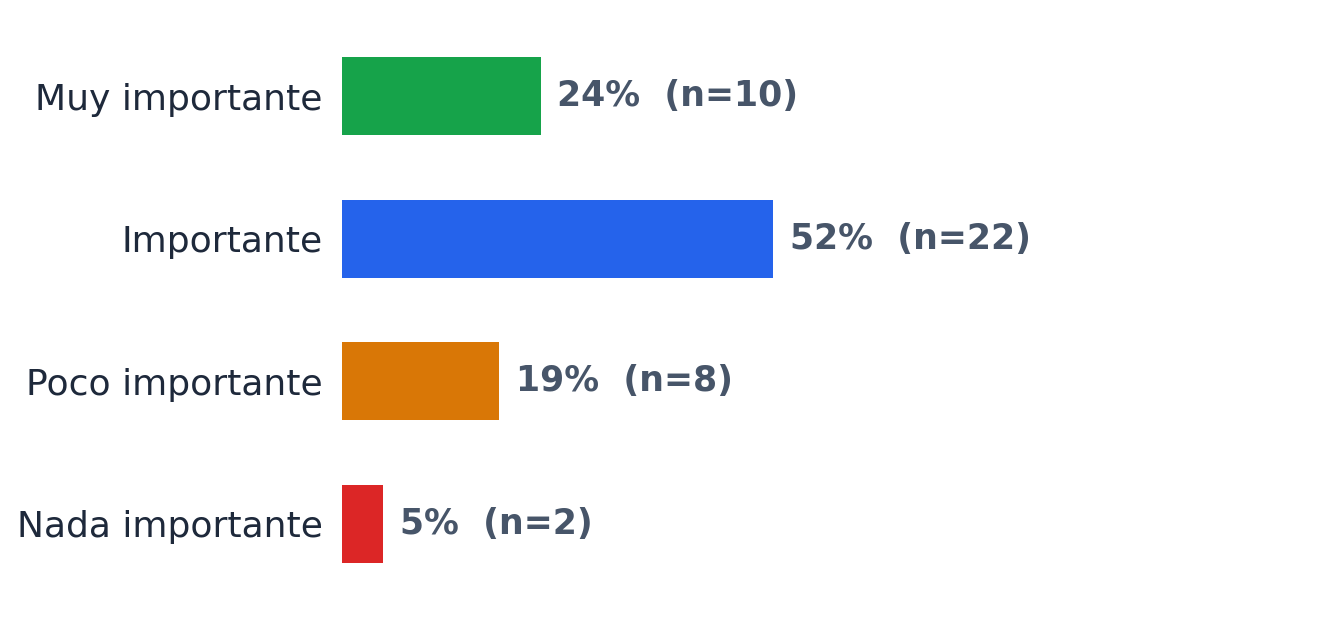 Muy importante 24% (n=10)
Importante 52% (n=22)
Poco importante 19% (n=8)
Nada importante 5% (n=2)